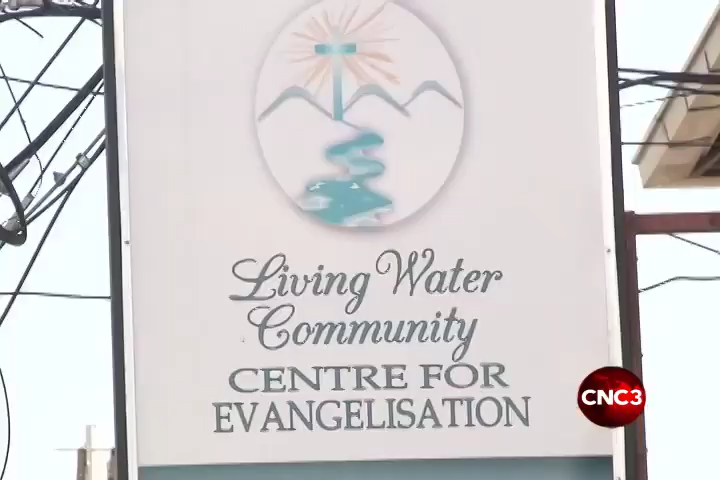 Living Water
Community
CENTRE FOR
EVANGELISATION
CNC3